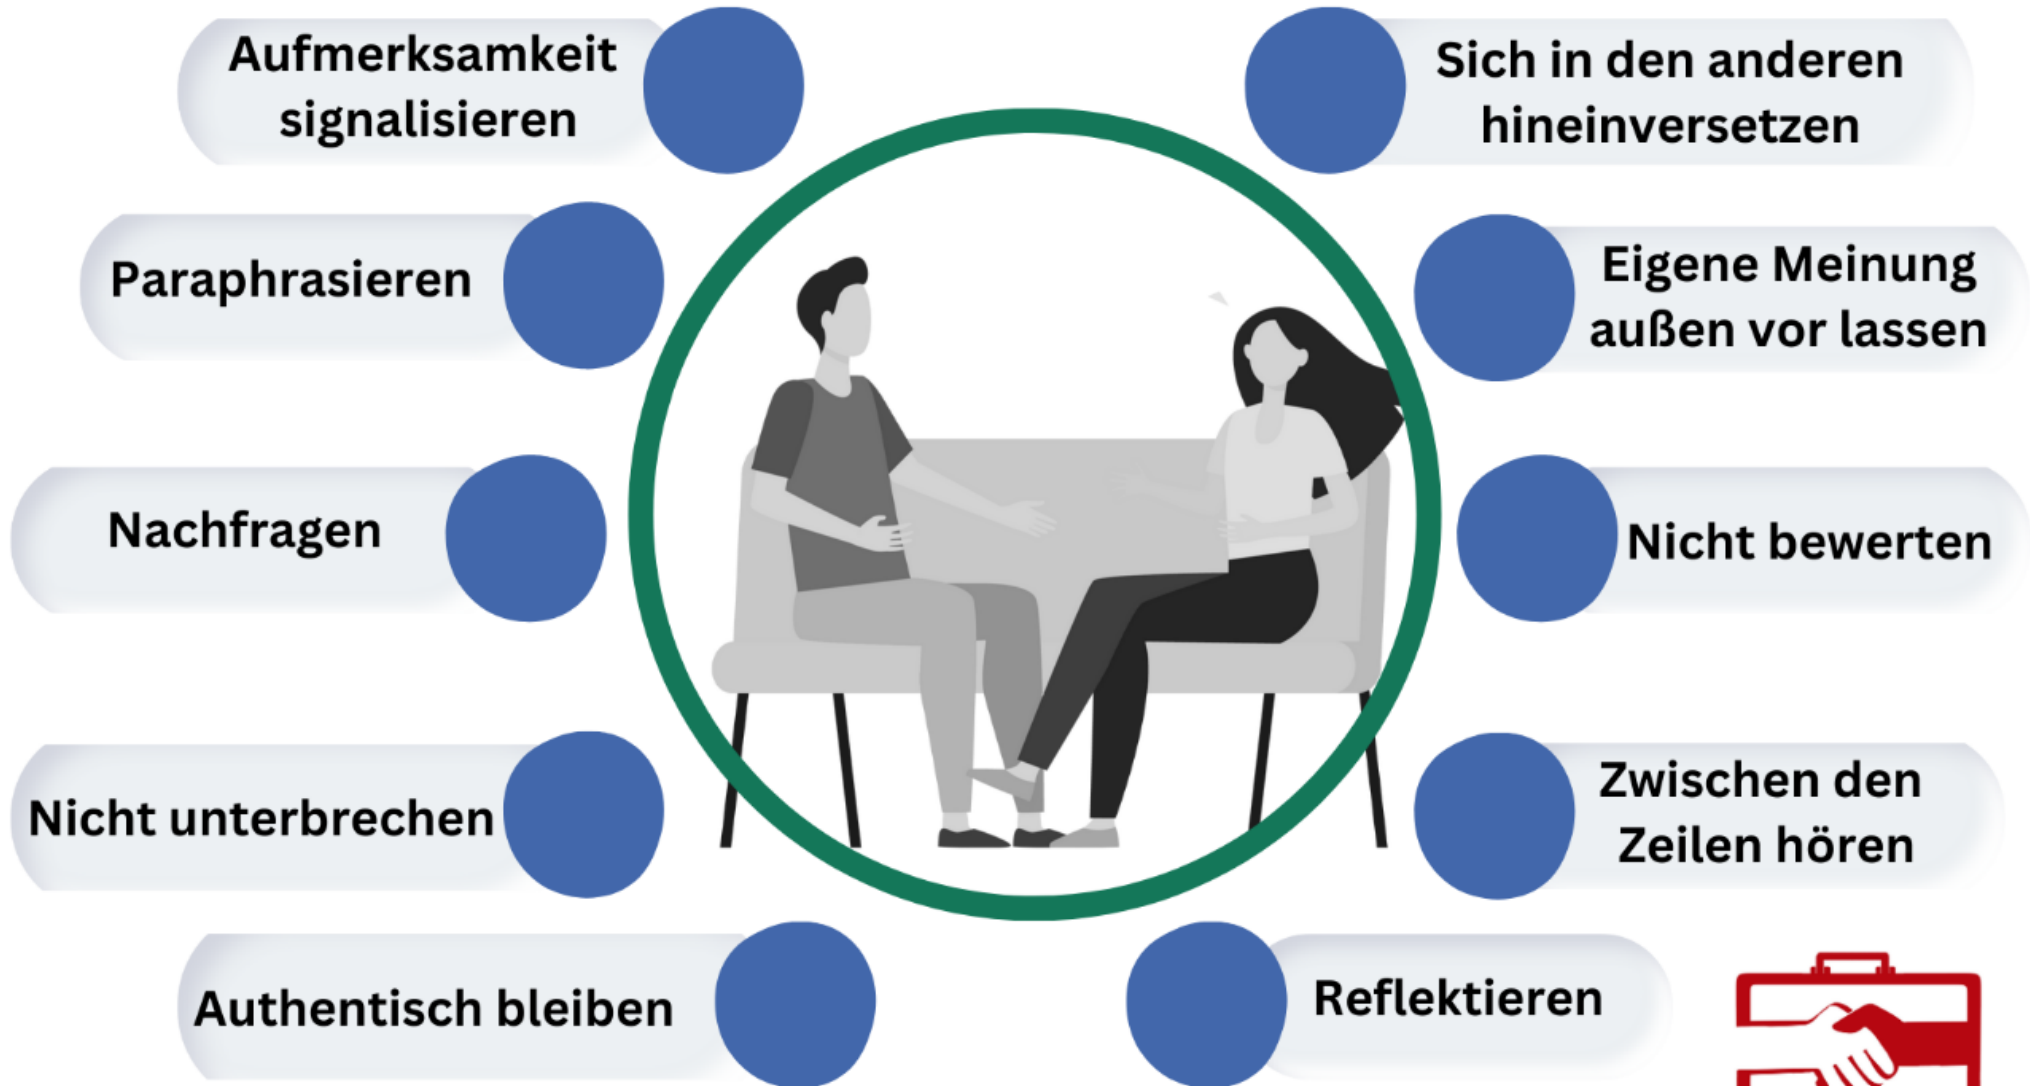 Aufmerksamkeit
signalisieren
Paraphrasieren
Nachfragen
Nicht unterbrechen
Authentisch bleiben
Sich in den anderen
hineinversetzen
Eigene Meinung
außen vor lassen
Nicht bewerten
Zwischen den
Zeilen hören
Reflektieren